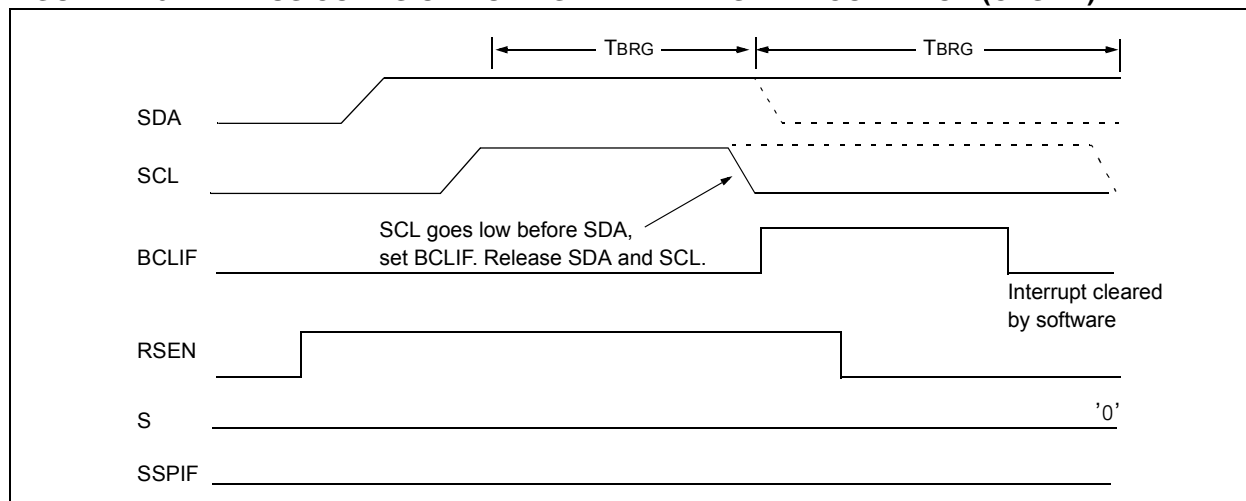 TBRG TBRG
SDA
SCL
SCL goes low before SDA,
set BCLIF. Release SDA and SCL.
BCLIF
Interrupt cleared
by software
RSEN
S '0'
SSPIF